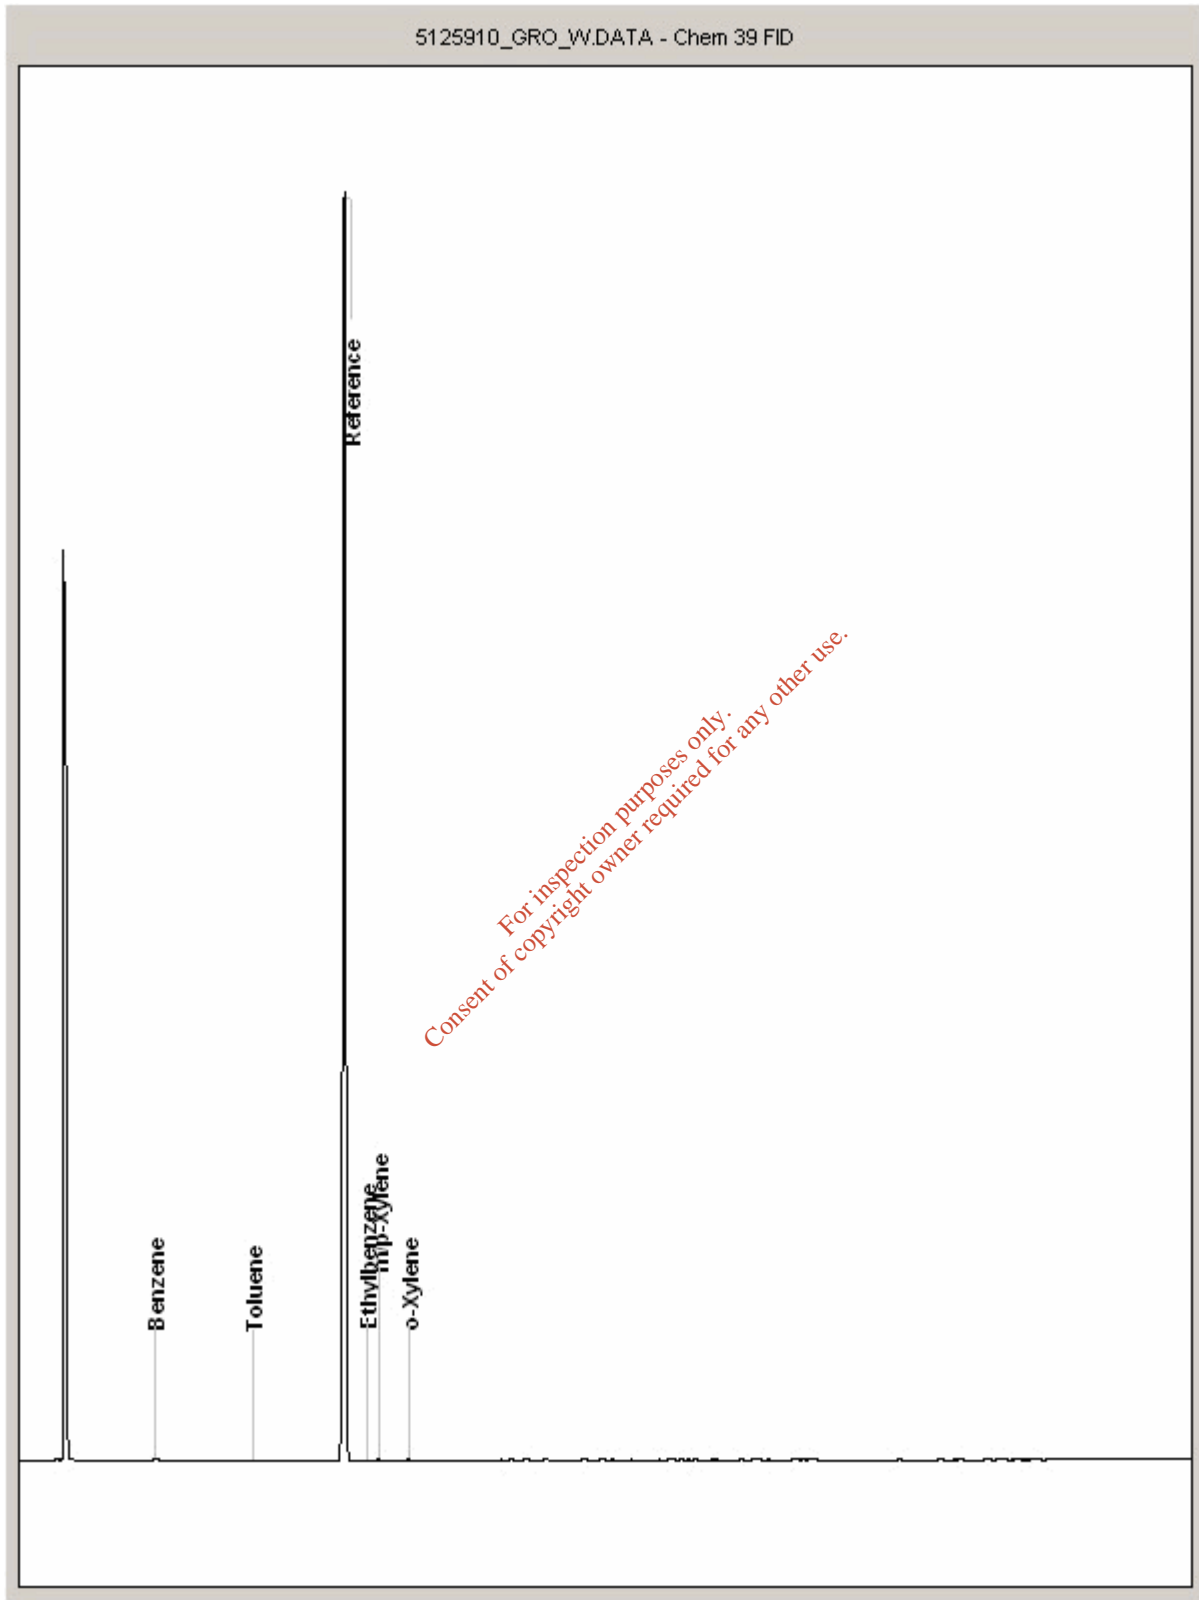 5125910_GRO_W.DATA - Chem 39 FID
Reference
For inspection purposes only.
Consent of copyright owner required for any other use.
Benzene
Toluene
Ethylbenzene
m/p-Xylene
o-Xylene